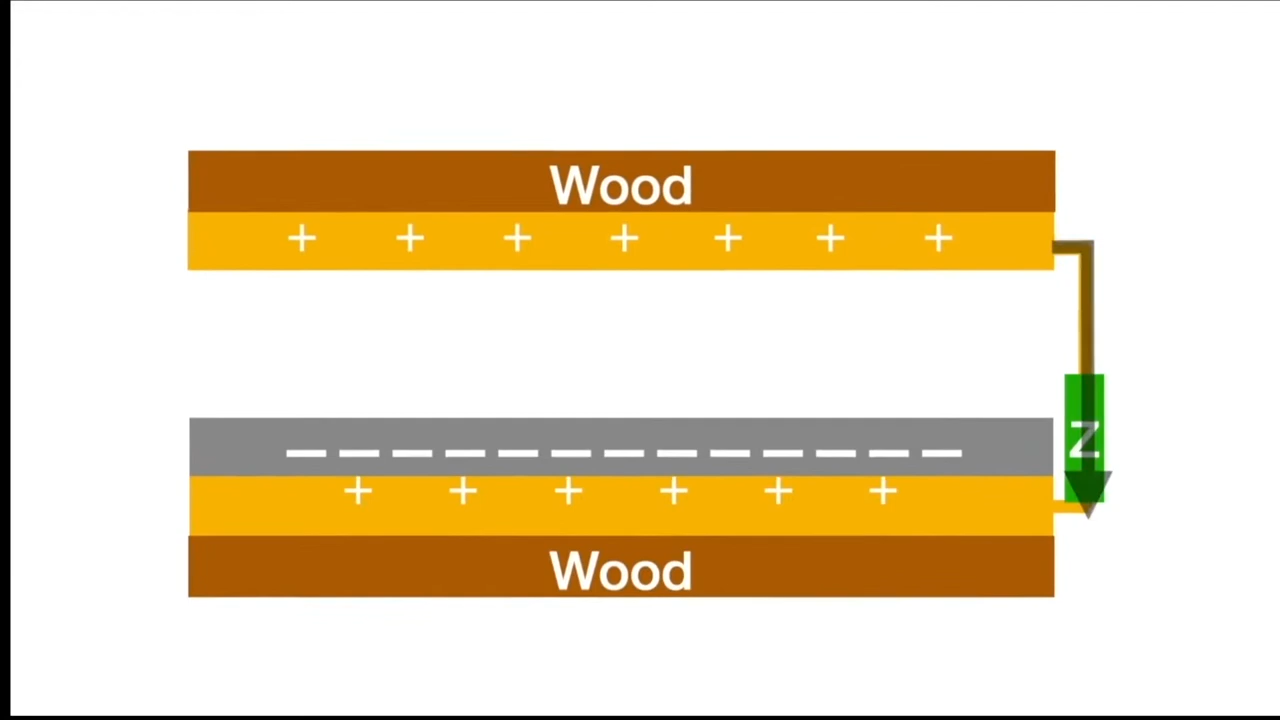 Wood
+ + + + + + +
Z
— — — — — — — — — — — — —
+ + + + + +
Wood